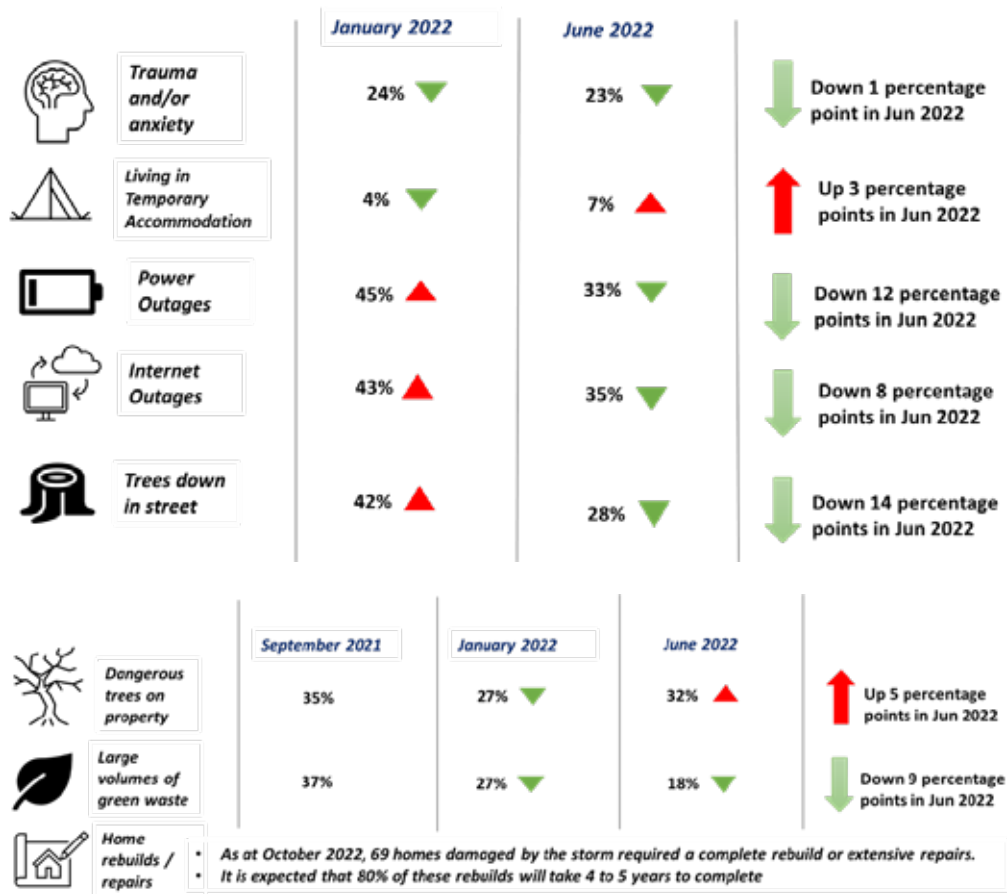 January 2022
June 2022
Trauma
and/or
anxiety
24%
23%
Down 1 percentage
point in Jun 2022
Living in
Temporary
Accommodation
4%
7%
Up 3 percentage
points in Jun 2022
Power
Outages
45%
33%
Down 12 percentage
points in Jun 2022
Internet
Outages
43%
35%
Down 8 percentage
points in Jun 2022
Trees down
in street
42%
28%
Down 14 percentage
points in Jun 2022
September 2021
January 2022
June 2022
Dangerous
trees on
property
35%
27%
32%
Up 5 percentage
points in Jun 2022
Large
volumes of
green waste
37%
27%
18%
Down 9 percentage
points in Jun 2022
Home
rebuilds /
repairs
• As at October 2022, 69 homes damaged by the storm required a complete rebuild or extensive repairs.
• It is expected that 80% of these rebuilds will take 4 to 5 years to complete